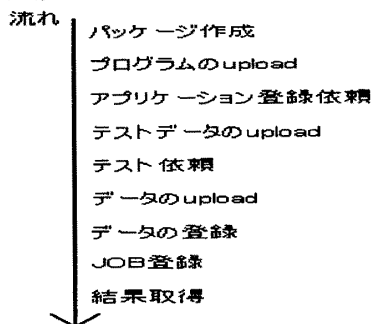 流れ
パッケージ作成
プログラムのupload
アプリケーション登録依頼
テストデータのupload
テスト依頼
データのupload
データの登録
JOB登録
結果取得